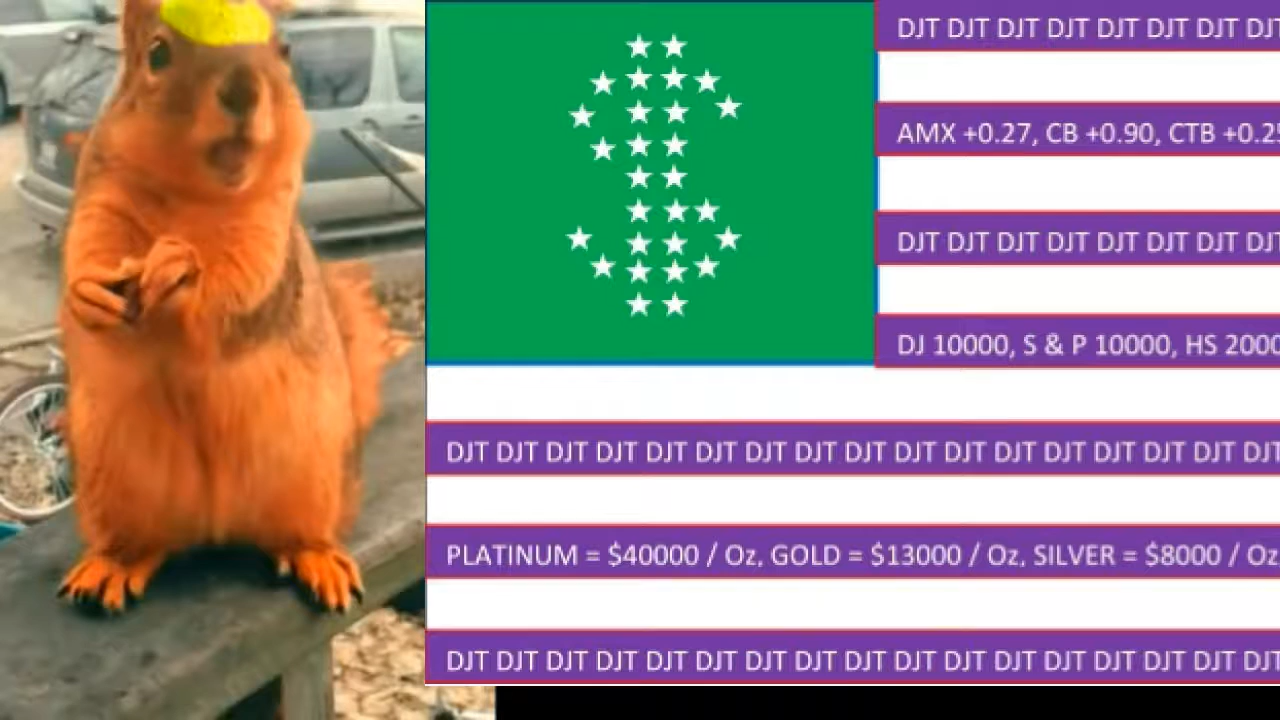 DJT DJT DJT DJT DJT DJT DJT DJT
AMX +0.27, CB +0.90, CTB +0.25
DJT DJT DJT DJT DJT DJT DJT DJT
DJ 10000, S & P 10000, HS 2000
DJT DJT DJT DJT DJT DJT DJT DJT DJT DJT DJT DJT DJT DJT DJT DJT DJT
PLATINUM = $40000 / Oz, GOLD = $13000 / Oz, SILVER = $8000 / Oz
DJT DJT DJT DJT DJT DJT DJT DJT DJT DJT DJT DJT DJT DJT DJT DJT DJT